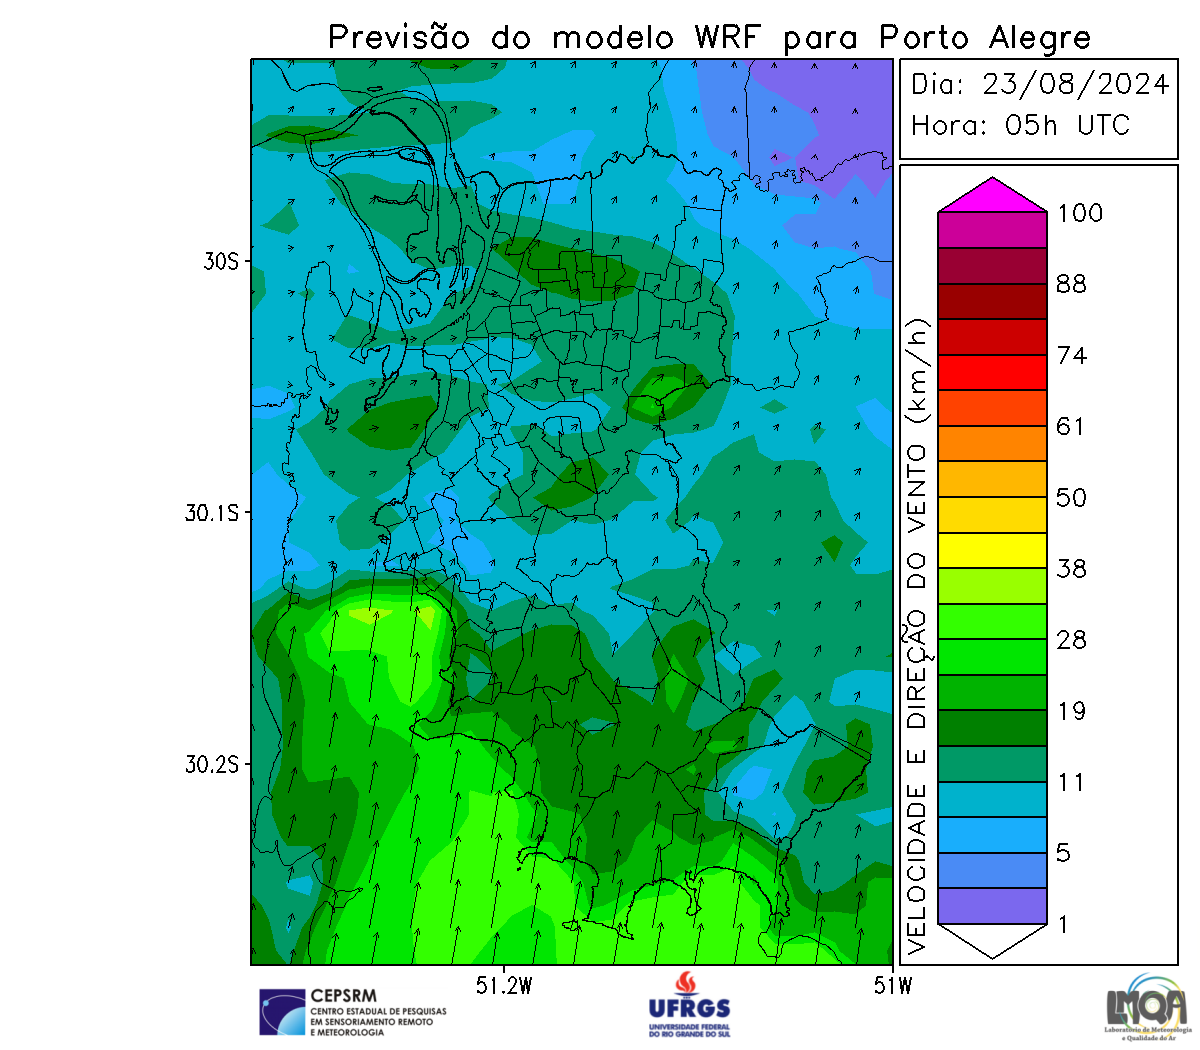 Previsão do modelo WRF para Porto Alegre
Dia: 23/08/2024
Hora: 05h UTC
30S
30.1S
30.2S
51.2W
51W
VELOCIDADE E DIREÇÃO DO VENTO (km/h)
100
88
74
61
50
38
28
19
11
5
1
CEPSRM
CENTRO ESTADUAL DE PESQUISAS
EM SENSORIAMENTO REMOTO
E METEOROLOGIA
UFRGS
UNIVERSIDADE FEDERAL
DO RIO GRANDE DO SUL
LMQA
Laboratório de Meteorologia
e Qualidade do Ar